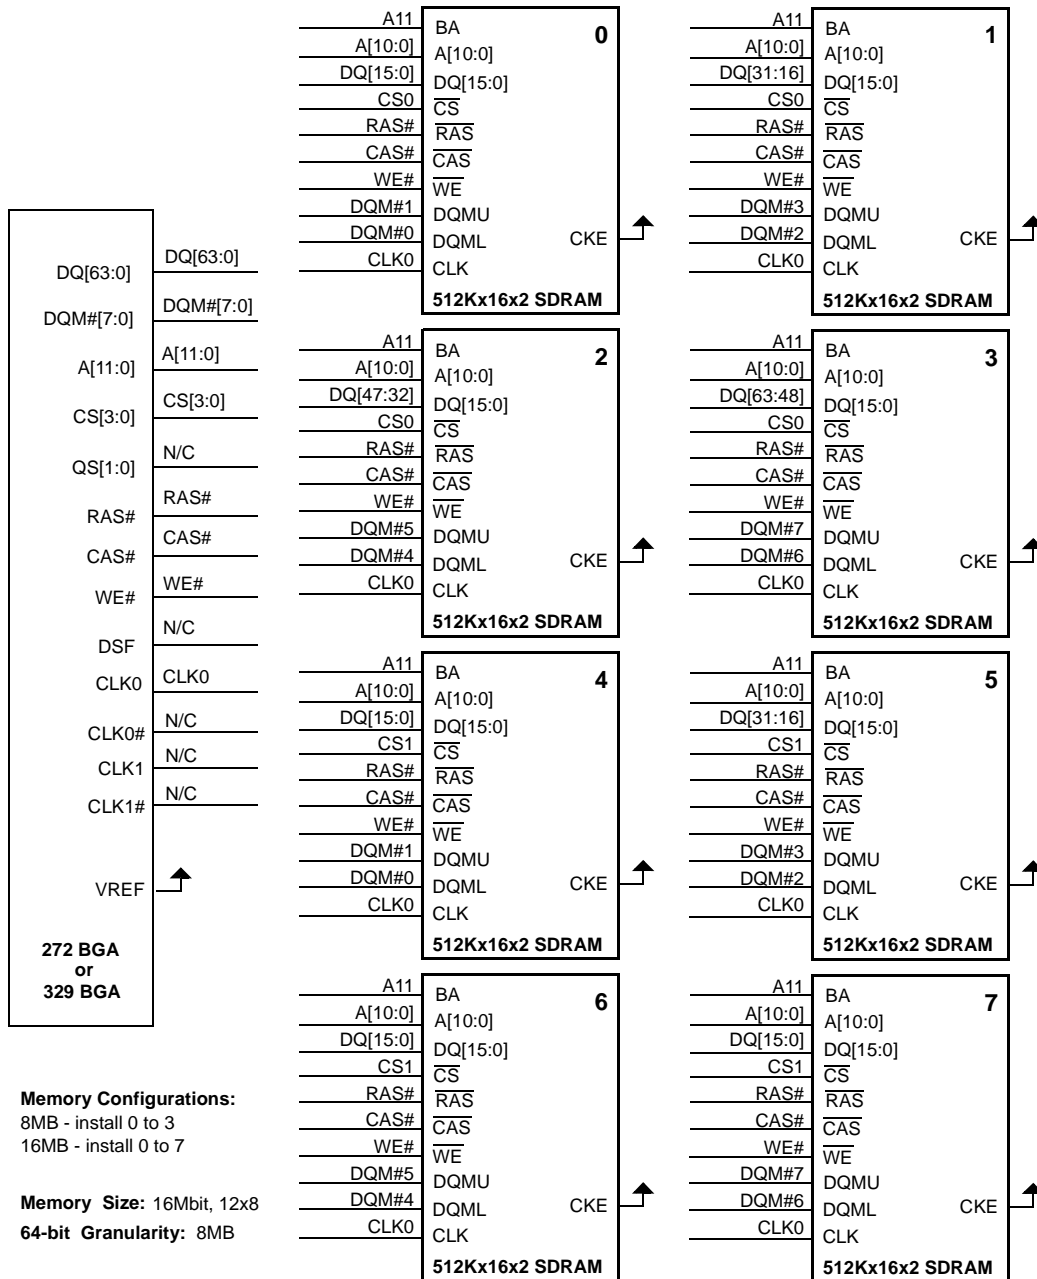 DQ[63:0] DQ[63:0]
DQM#[7:0] DQM#[7:0]
A[11:0] A[11:0]
CS[3:0] CS[3:0]
QS[1:0] N/C
RAS# RAS#
CAS# CAS#
WE# WE#
DSF N/C
CLK0 CLK0
CLK0# N/C
CLK1 N/C
CLK1# N/C
VREF
272 BGA
or
329 BGA
A11 BA 0
A[10:0] A[10:0]
DQ[15:0] DQ[15:0]
CS0 CS
RAS# RAS
CAS# CAS
WE# WE
DQM#1 DQMU
DQM#0 DQML CKE
CLK0 CLK
512Kx16x2 SDRAM
A11 BA 1
A[10:0] A[10:0]
DQ[31:16] DQ[15:0]
CS0 CS
RAS# RAS
CAS# CAS
WE# WE
DQM#3 DQMU
DQM#2 DQML CKE
CLK0 CLK
512Kx16x2 SDRAM
A11 BA 2
A[10:0] A[10:0]
DQ[47:32] DQ[15:0]
CS0 CS
RAS# RAS
CAS# CAS
WE# WE
DQM#5 DQMU
DQM#4 DQML CKE
CLK0 CLK
512Kx16x2 SDRAM
A11 BA 3
A[10:0] A[10:0]
DQ[63:48] DQ[15:0]
CS0 CS
RAS# RAS
CAS# CAS
WE# WE
DQM#7 DQMU
DQM#6 DQML CKE
CLK0 CLK
512Kx16x2 SDRAM
A11 BA 4
A[10:0] A[10:0]
DQ[15:0] DQ[15:0]
CS1 CS
RAS# RAS
CAS# CAS
WE# WE
DQM#1 DQMU
DQM#0 DQML CKE
CLK0 CLK
512Kx16x2 SDRAM
A11 BA 5
A[10:0] A[10:0]
DQ[31:16] DQ[15:0]
CS1 CS
RAS# RAS
CAS# CAS
WE# WE
DQM#3 DQMU
DQM#2 DQML CKE
CLK0 CLK
512Kx16x2 SDRAM
A11 BA 6
A[10:0] A[10:0]
DQ[15:0] DQ[15:0]
CS1 CS
RAS# RAS
CAS# CAS
WE# WE
DQM#5 DQMU
DQM#4 DQML CKE
CLK0 CLK
512Kx16x2 SDRAM
A11 BA 7
A[10:0] A[10:0]
DQ[15:0] DQ[15:0]
CS1 CS
RAS# RAS
CAS# CAS
WE# WE
DQM#7 DQMU
DQM#6 DQML CKE
CLK0 CLK
512Kx16x2 SDRAM
Memory Configurations:
8MB - install 0 to 3
16MB - install 0 to 7
Memory Size: 16Mbit, 12x8
64-bit Granularity: 8MB